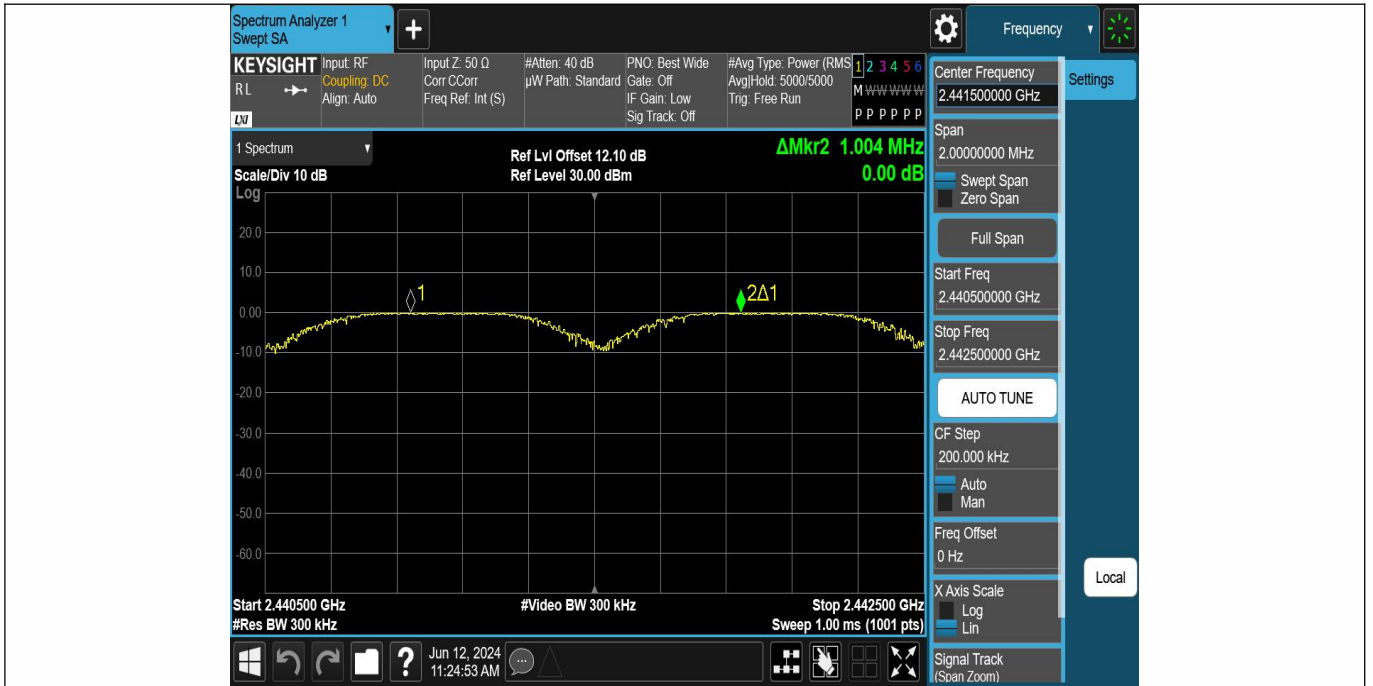 Spectrum Analyzer 1
Swept SA
+
Frequency
KEYSIGHT
R L
LXI
Input: RF
Coupling: DC
Align: Auto
Input Z: 50 Ω
Corr CCorr
Freq Ref: Int (S)
#Atten: 40 dB
µW Path: Standard
PNO: Best Wide
Gate: Off
IF Gain: Low
Sig Track: Off
#Avg Type: Power (RMS
Avg|Hold: 5000/5000
Trig: Free Run
1 2 3 4 5 6
M W W W W W
P P P P P P
Center Frequency
2.441500000 GHz
Settings
1 Spectrum
Scale/Div 10 dB
Ref Lvl Offset 12.10 dB
Ref Level 30.00 dBm
ΔMkr2 1.004 MHz
0.00 dB
Span
2.00000000 MHz
Swept Span
Zero Span
Full Span
Start Freq
2.440500000 GHz
Stop Freq
2.442500000 GHz
AUTO TUNE
CF Step
200.000 kHz
Auto
Man
Freq Offset
0 Hz
X Axis Scale
Log
Lin
Signal Track
(Span Zoom)
Local
Log
20.0
10.0
0.00
-10.0
-20.0
-30.0
-40.0
-50.0
-60.0
1
2Δ1
Start 2.440500 GHz
#Res BW 300 kHz
#Video BW 300 kHz
Stop 2.442500 GHz
Sweep 1.00 ms (1001 pts)
?
Jun 12, 2024
11:24:53 AM